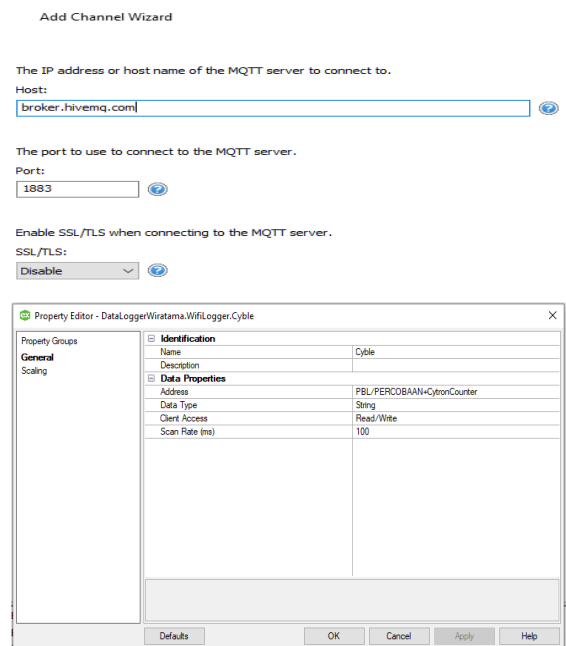 Add Channel Wizard
The IP address or host name of the MQTT server to connect to.
Host:
broker.hivemq.com
The port to use to connect to the MQTT server.
Port:
1883
Enable SSL/TLS when connecting to the MQTT server.
SSL/TLS:
Disable
Property Editor - DataLoggerWiratama.WifiLogger.Cyble
Property Groups
General
Scaling
Identification
Name Cyble
Description
Data Properties
Address PBL/PERCOBAAN+CytronCounter
Data Type String
Client Access Read/Write
Scan Rate (ms) 100
Defaults OK Cancel Apply Help